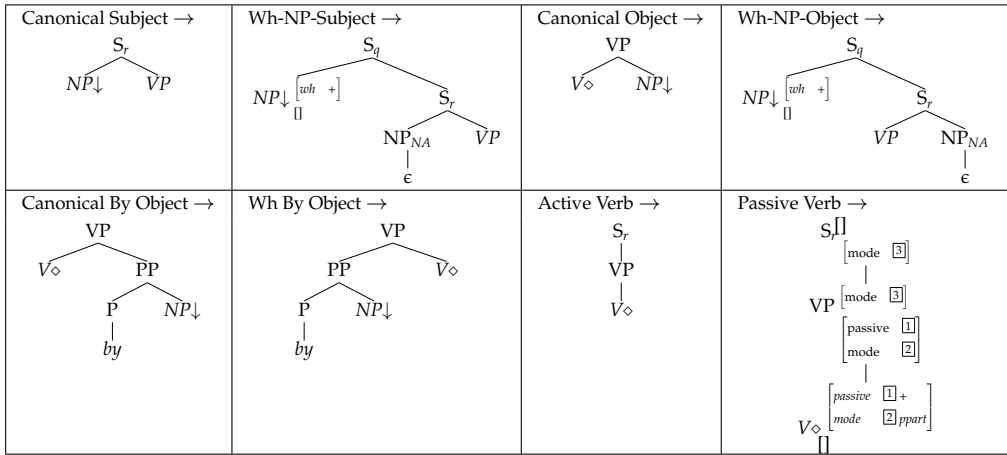 Canonical Subject →
S_r
NP↓ VP
Wh-NP-Subject →
S_q
NP↓ [wh +]
[]
S_r
NP_NA VP
ϵ
Canonical Object →
VP
V◇ NP↓
Wh-NP-Object →
S_q
NP↓ [wh +]
[]
S_r
VP NP_NA
ϵ
Canonical By Object →
VP
V◇ PP
P NP↓
by
Wh By Object →
VP
PP V◇
P NP↓
by
Active Verb →
S_r
VP
V◇
Passive Verb →
S_r []
[mode 3]
VP [mode 3]
[passive 1
mode 2]
V◇ [passive 1 +
mode 2 ppart]
[]